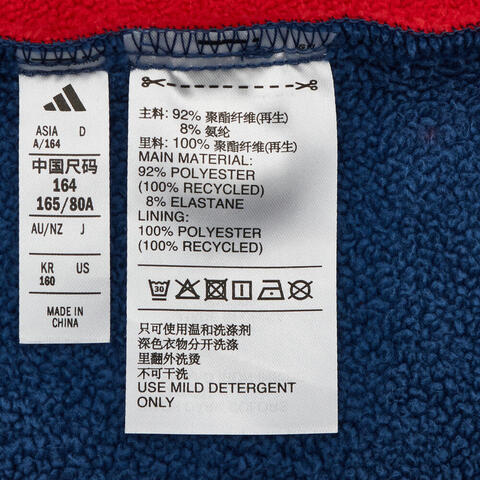 ASIA D
A/164
中国尺码
164
165/80A
AU/NZ J
KR US
160
MADE IN
CHINA
主料: 92% 聚酯纤维(再生)
8% 氨纶
里料: 100% 聚酯纤维(再生)
MAIN MATERIAL:
92% POLYESTER
(100% RECYCLED)
8% ELASTANE
LINING:
100% POLYESTER
(100% RECYCLED)
30
只可使用温和洗涤剂
深色衣物分开洗涤
里翻外洗烫
不可干洗
USE MILD DETERGENT
ONLY